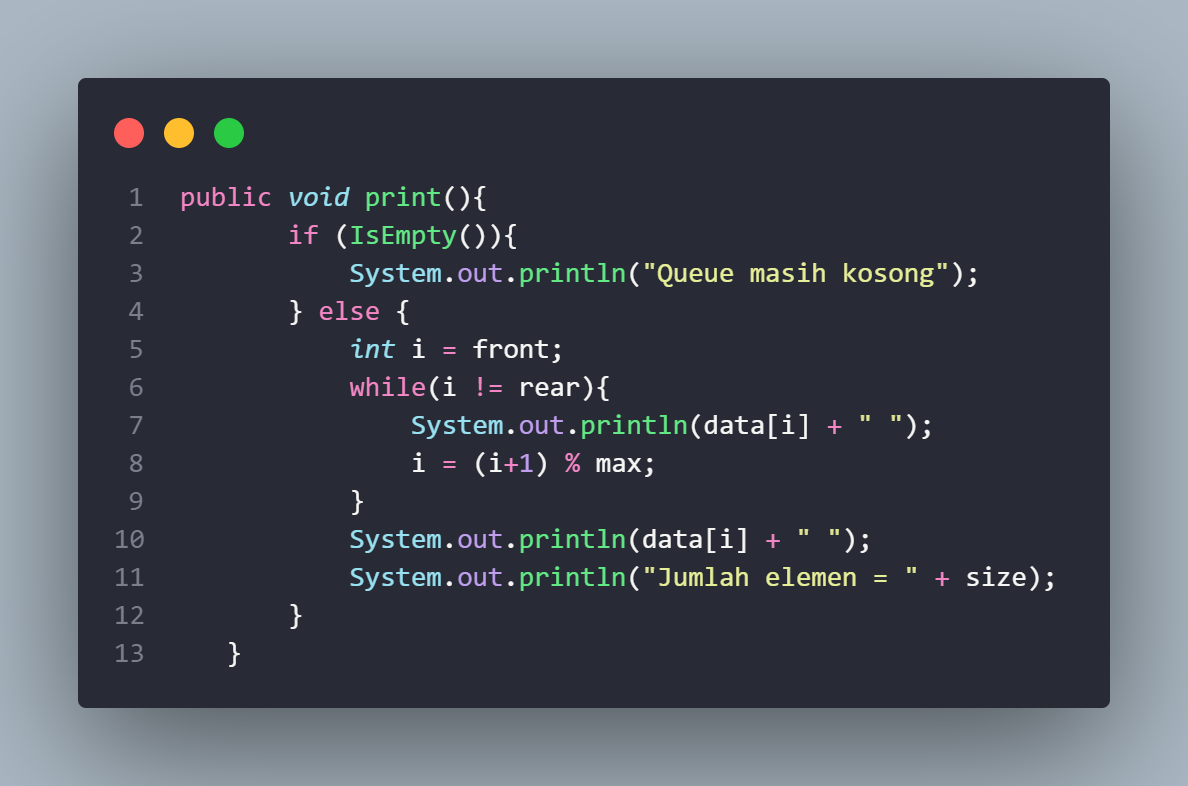 1 public void print(){
2 if (IsEmpty()){
3 System.out.println("Queue masih kosong");
4 } else {
5 int i = front;
6 while(i != rear){
7 System.out.println(data[i] + " ");
8 i = (i+1) % max;
9 }
10 System.out.println(data[i] + " ");
11 System.out.println("Jumlah elemen = " + size);
12 }
13 }